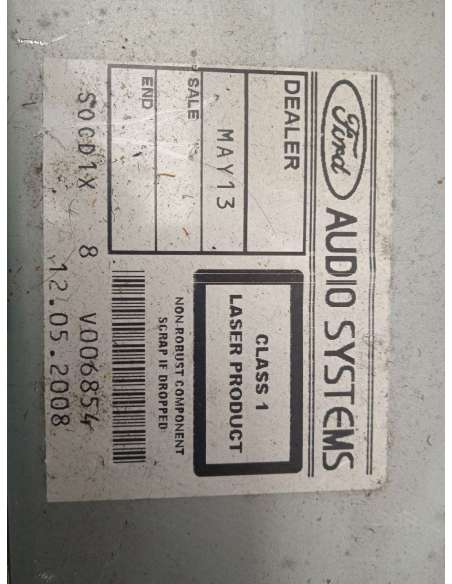 Ford AUDIO SYSTEMS
DEALER
MAY13
SALE
END
CLASS 1
LASER PRODUCT
NON-ROBUST COMPONENT
SCRAP IF DROPPED
SOCD1X 8 V006854
12.05.2008